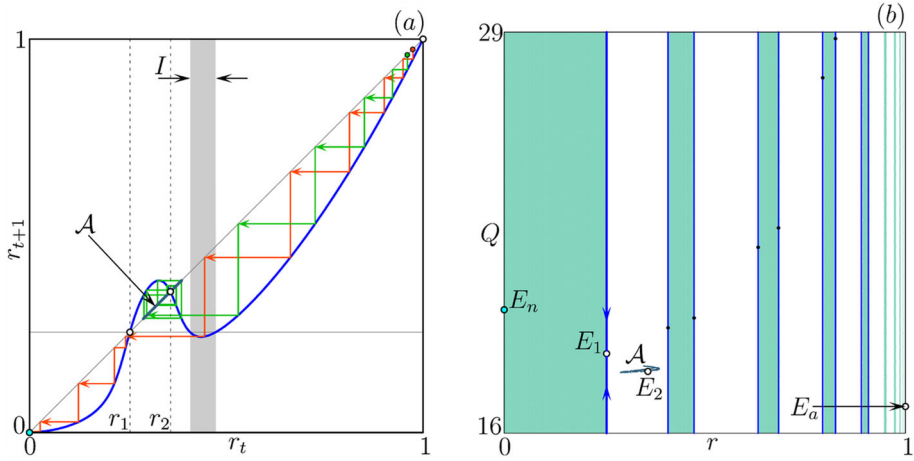 (a)
1
I
𝒜
r_{t+1}
0
r_1
r_2
0
r_t
1
(b)
29
Q
E_n
E_1
𝒜
E_2
E_a
16
0
r
1